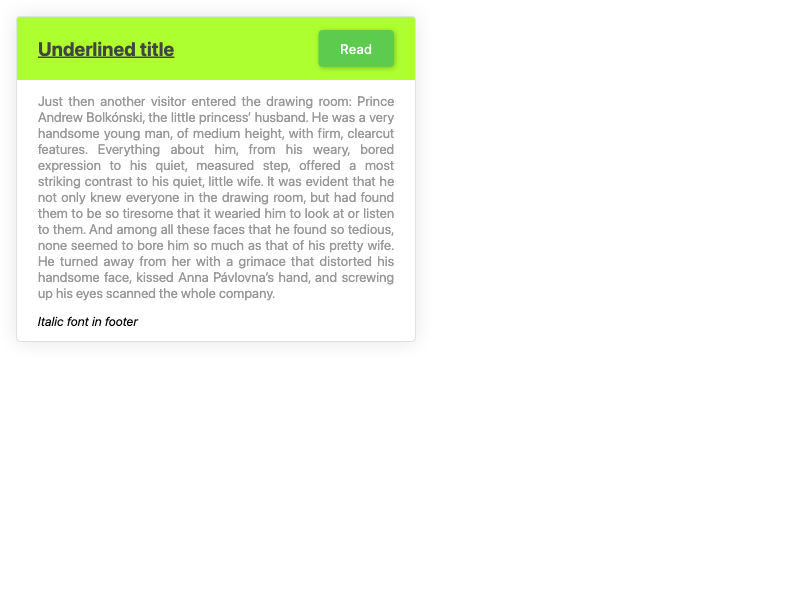 Underlined title
Read
Just then another visitor entered the drawing room: Prince
Andrew Bolkónski, the little princess’ husband. He was a very
handsome young man, of medium height, with firm, clearcut
features. Everything about him, from his weary, bored
expression to his quiet, measured step, offered a most
striking contrast to his quiet, little wife. It was evident that he
not only knew everyone in the drawing room, but had found
them to be so tiresome that it wearied him to look at or listen
to them. And among all these faces that he found so tedious,
none seemed to bore him so much as that of his pretty wife.
He turned away from her with a grimace that distorted his
handsome face, kissed Anna Pávlovna’s hand, and screwing
up his eyes scanned the whole company.
Italic font in footer